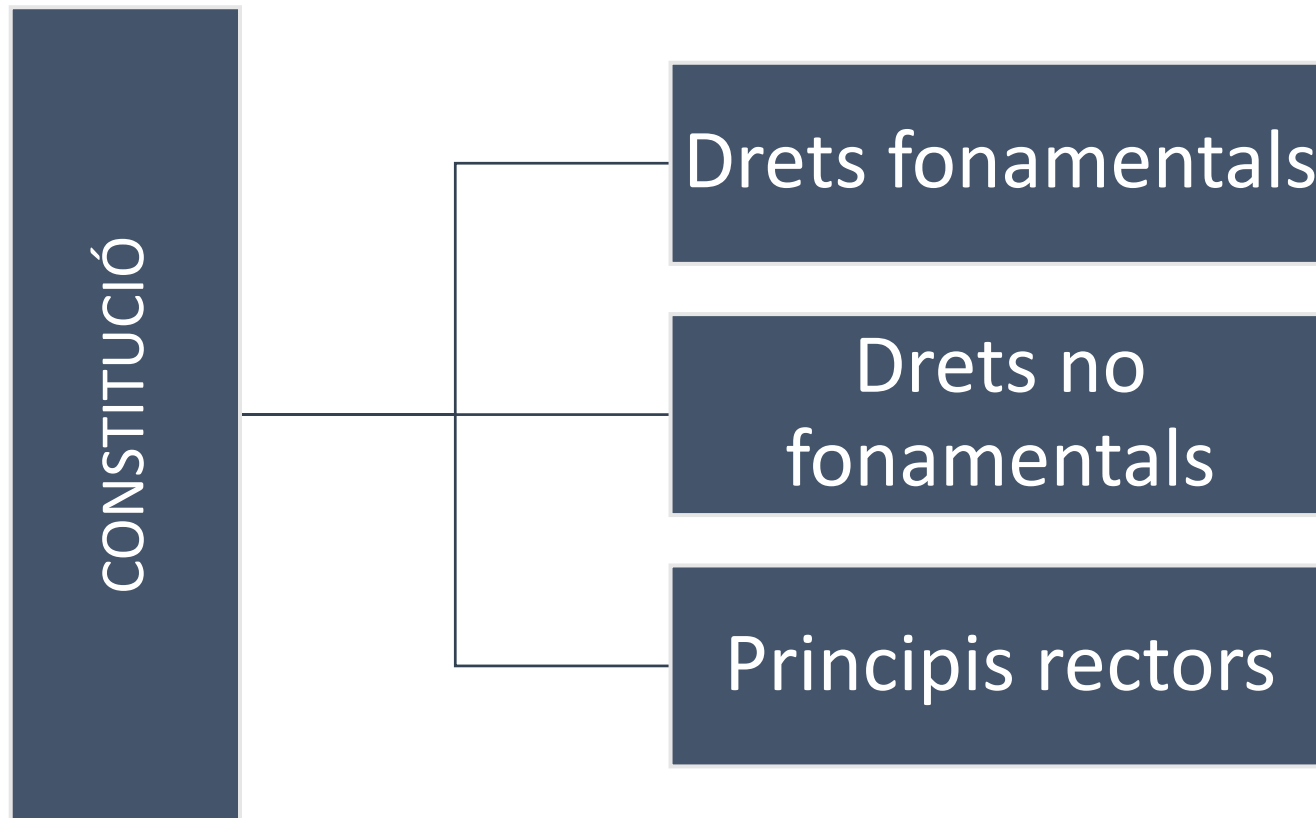 CONSTITUCIÓ
Drets fonamentals
Drets no
fonamentals
Principis rectors